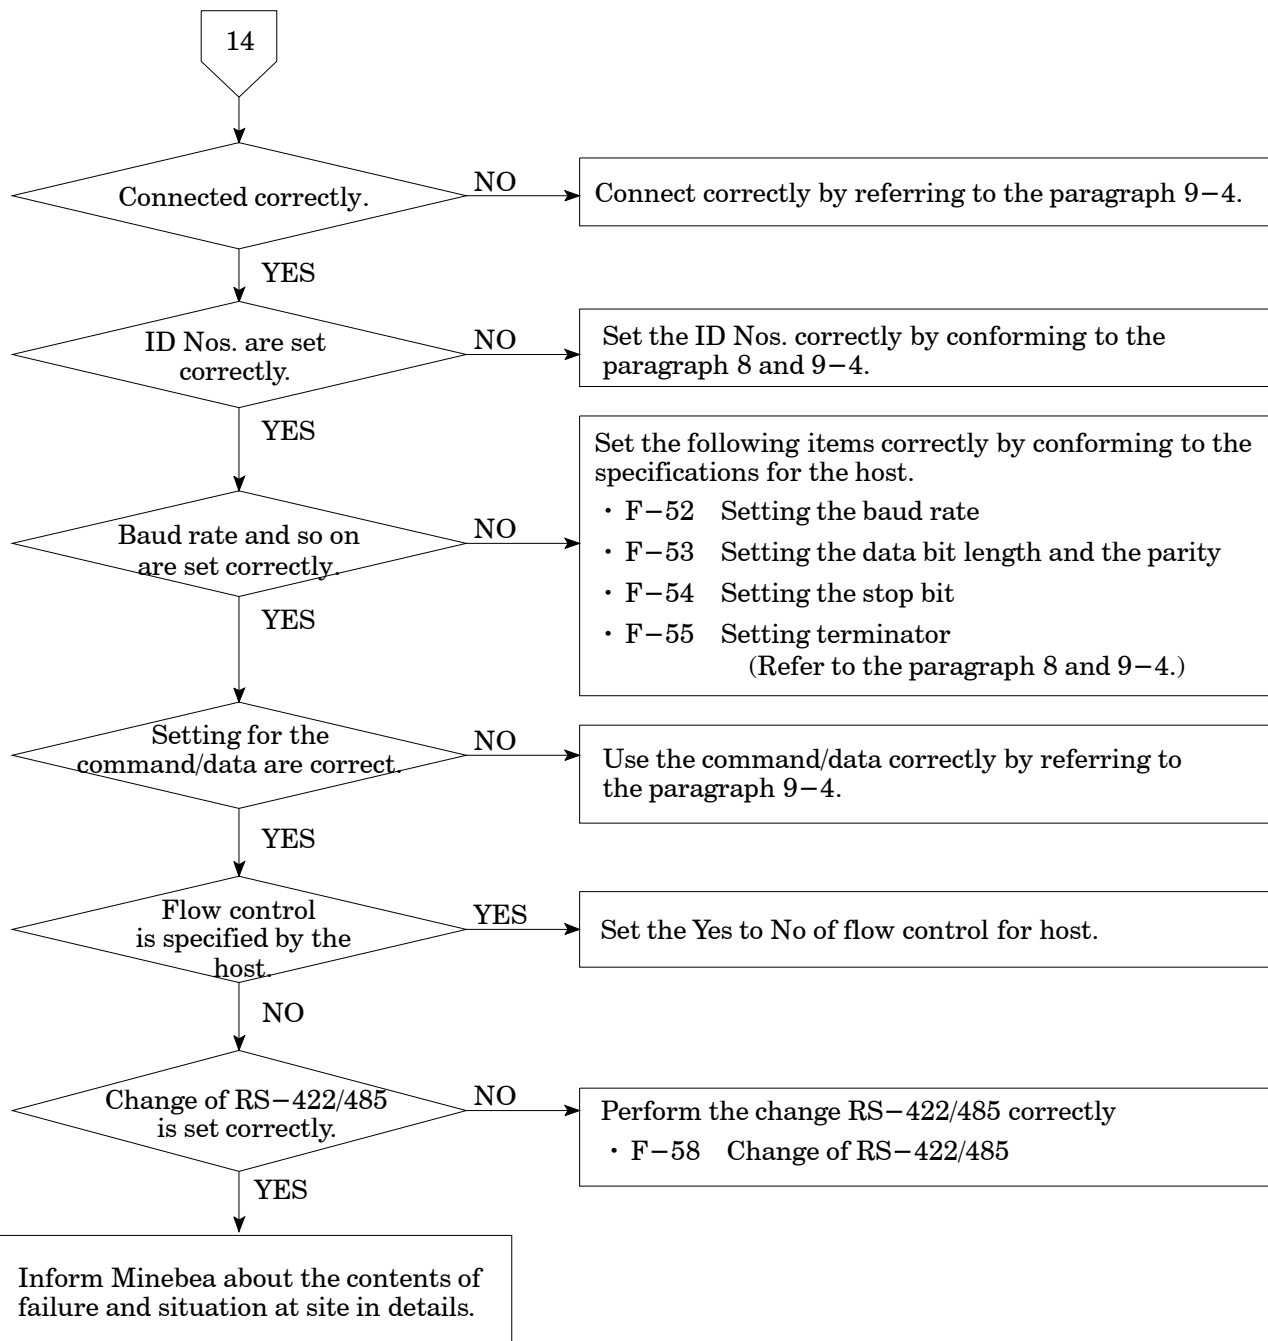 14
Connected correctly.
NO
Connect correctly by referring to the paragraph 9−4.
YES
ID Nos. are set
correctly.
NO
Set the ID Nos. correctly by conforming to the
paragraph 8 and 9−4.
YES
Baud rate and so on
are set correctly.
NO
Set the following items correctly by conforming to the
specifications for the host.
・ F−52 Setting the baud rate
・ F−53 Setting the data bit length and the parity
・ F−54 Setting the stop bit
・ F−55 Setting terminator
(Refer to the paragraph 8 and 9−4.)
YES
Setting for the
command/data are correct.
NO
Use the command/data correctly by referring to
the paragraph 9−4.
YES
Flow control
is specified by the
host.
YES
Set the Yes to No of flow control for host.
NO
Change of RS−422/485
is set correctly.
NO
Perform the change RS−422/485 correctly
・ F−58 Change of RS−422/485
YES
Inform Minebea about the contents of
failure and situation at site in details.